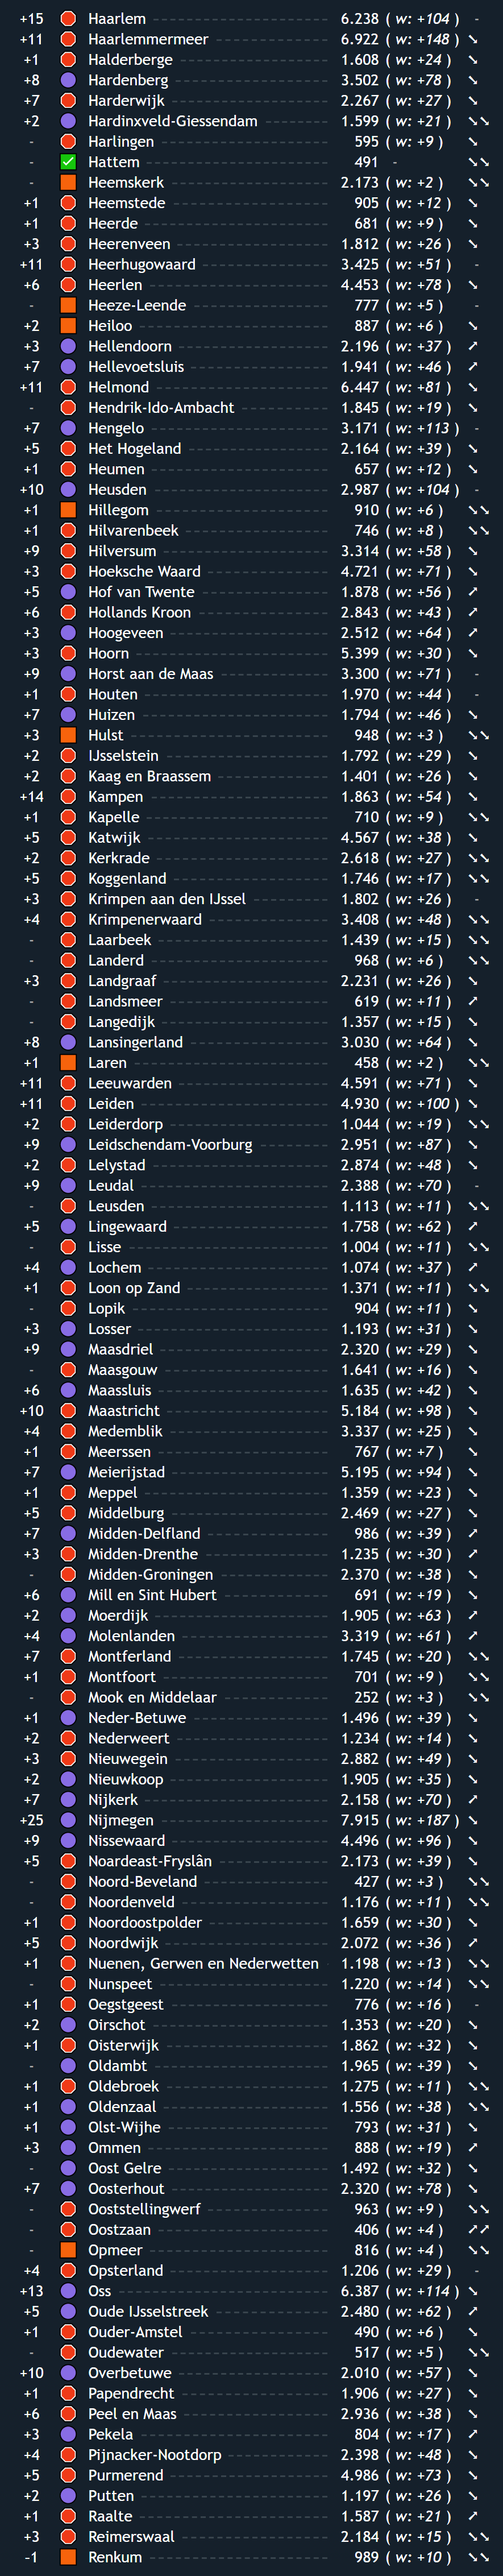 +15 Haarlem 6.238 ( w: +104 ) -
+11 Haarlemmermeer 6.922 ( w: +148 ) ↘
+1 Halderberge 1.608 ( w: +24 ) ↘
+8 Hardenberg 3.502 ( w: +78 ) ↘
+7 Harderwijk 2.267 ( w: +27 ) ↘
+2 Hardinxveld-Giessendam 1.599 ( w: +21 ) ↘↘
- Harlingen 595 ( w: +9 ) ↘
- Hattem 491 - ↘↘
- Heemskerk 2.173 ( w: +2 ) ↘↘
+1 Heemstede 905 ( w: +12 ) ↘
+1 Heerde 681 ( w: +9 ) ↘
+3 Heerenveen 1.812 ( w: +26 ) ↘
+11 Heerhugowaard 3.425 ( w: +51 ) -
+6 Heerlen 4.453 ( w: +78 ) ↘
- Heeze-Leende 777 ( w: +5 ) -
+2 Heiloo 887 ( w: +6 ) ↘
+3 Hellendoorn 2.196 ( w: +37 ) ↗
+7 Hellevoetsluis 1.941 ( w: +46 ) ↗
+11 Helmond 6.447 ( w: +81 ) ↘
- Hendrik-Ido-Ambacht 1.845 ( w: +19 ) ↘
+7 Hengelo 3.171 ( w: +113 ) -
+5 Het Hogeland 2.164 ( w: +39 ) ↘
+1 Heumen 657 ( w: +12 ) ↘
+10 Heusden 2.987 ( w: +104 ) -
+1 Hillegom 910 ( w: +6 ) ↘↘
+1 Hilvarenbeek 746 ( w: +8 ) ↘↘
+9 Hilversum 3.314 ( w: +58 ) ↘
+3 Hoeksche Waard 4.721 ( w: +71 ) ↘
+5 Hof van Twente 1.878 ( w: +56 ) ↗
+6 Hollands Kroon 2.843 ( w: +43 ) ↗
+3 Hoogeveen 2.512 ( w: +64 ) ↗
+3 Hoorn 5.399 ( w: +30 ) ↘
+9 Horst aan de Maas 3.300 ( w: +71 ) -
+1 Houten 1.970 ( w: +44 ) -
+7 Huizen 1.794 ( w: +46 ) ↘
+3 Hulst 948 ( w: +3 ) ↘↘
+2 IJsselstein 1.792 ( w: +29 ) ↘
+2 Kaag en Braassem 1.401 ( w: +26 ) ↘
+14 Kampen 1.863 ( w: +54 ) ↘
+1 Kapelle 710 ( w: +9 ) ↘↘
+5 Katwijk 4.567 ( w: +38 ) ↘
+2 Kerkrade 2.618 ( w: +27 ) ↘↘
+5 Koggenland 1.746 ( w: +17 ) ↘↘
+3 Krimpen aan den IJssel 1.802 ( w: +26 ) -
+4 Krimpenerwaard 3.408 ( w: +48 ) ↘↘
- Laarbeek 1.439 ( w: +15 ) ↘↘
- Landerd 968 ( w: +6 ) ↘↘
+3 Landgraaf 2.231 ( w: +26 ) ↘
- Landsmeer 619 ( w: +11 ) ↗
- Langedijk 1.357 ( w: +15 ) ↘
+8 Lansingerland 3.030 ( w: +64 ) ↘
+1 Laren 458 ( w: +2 ) ↘↘
+11 Leeuwarden 4.591 ( w: +71 ) ↘
+11 Leiden 4.930 ( w: +100 ) ↘
+2 Leiderdorp 1.044 ( w: +19 ) ↘↘
+9 Leidschendam-Voorburg 2.951 ( w: +87 ) ↘
+2 Lelystad 2.874 ( w: +48 ) ↘
+9 Leudal 2.388 ( w: +70 ) -
- Leusden 1.113 ( w: +11 ) ↘↘
+5 Lingewaard 1.758 ( w: +62 ) ↗
- Lisse 1.004 ( w: +11 ) ↘↘
+4 Lochem 1.074 ( w: +37 ) ↗
+1 Loon op Zand 1.371 ( w: +11 ) ↘↘
- Lopik 904 ( w: +11 ) ↘
+3 Losser 1.193 ( w: +31 ) ↘
+9 Maasdriel 2.320 ( w: +29 ) ↘
- Maasgouw 1.641 ( w: +16 ) ↘
+6 Maassluis 1.635 ( w: +42 ) ↘
+10 Maastricht 5.184 ( w: +98 ) ↘
+4 Medemblik 3.337 ( w: +25 ) ↘
+1 Meerssen 767 ( w: +7 ) ↘
+7 Meierijstad 5.195 ( w: +94 ) ↘
+1 Meppel 1.359 ( w: +23 ) ↘
+5 Middelburg 2.469 ( w: +27 ) ↘
+7 Midden-Delfland 986 ( w: +39 ) ↗
+3 Midden-Drenthe 1.235 ( w: +30 ) ↗
- Midden-Groningen 2.370 ( w: +38 ) ↘
+6 Mill en Sint Hubert 691 ( w: +19 ) ↘
+2 Moerdijk 1.905 ( w: +63 ) ↗
+4 Molenlanden 3.319 ( w: +61 ) ↗
+7 Montferland 1.745 ( w: +20 ) ↘↘
+1 Montfoort 701 ( w: +9 ) ↘↘
- Mook en Middelaar 252 ( w: +3 ) ↘↘
+1 Neder-Betuwe 1.496 ( w: +39 ) ↘
+2 Nederweert 1.234 ( w: +14 ) ↘
+3 Nieuwegein 2.882 ( w: +49 ) ↘
+2 Nieuwkoop 1.905 ( w: +35 ) ↘
+7 Nijkerk 2.158 ( w: +70 ) ↗
+25 Nijmegen 7.915 ( w: +187 ) ↘
+9 Nissewaard 4.496 ( w: +96 ) ↘
+5 Noardeast-Fryslân 2.173 ( w: +39 ) ↘
- Noord-Beveland 427 ( w: +3 ) ↘↘
- Noordenveld 1.176 ( w: +11 ) ↘↘
+1 Noordoostpolder 1.659 ( w: +30 ) ↘
+5 Noordwijk 2.072 ( w: +36 ) ↗
+1 Nuenen, Gerwen en Nederwetten 1.198 ( w: +13 ) ↘↘
- Nunspeet 1.220 ( w: +14 ) ↘↘
+1 Oegstgeest 776 ( w: +16 ) -
+2 Oirschot 1.353 ( w: +20 ) ↘
+1 Oisterwijk 1.862 ( w: +32 ) ↘
- Oldambt 1.965 ( w: +39 ) ↘
+1 Oldebroek 1.275 ( w: +11 ) ↘↘
+1 Oldenzaal 1.556 ( w: +38 ) ↘↘
+1 Olst-Wijhe 793 ( w: +31 ) ↘
+3 Ommen 888 ( w: +19 ) ↗
- Oost Gelre 1.492 ( w: +32 ) ↘
+7 Oosterhout 2.320 ( w: +78 ) ↘
- Ooststellingwerf 963 ( w: +9 ) ↘↘
- Oostzaan 406 ( w: +4 ) ↗↗
- Opmeer 816 ( w: +4 ) ↘↘
+4 Opsterland 1.206 ( w: +29 ) -
+13 Oss 6.387 ( w: +114 ) ↘
+5 Oude IJsselstreek 2.480 ( w: +62 ) ↗
+1 Ouder-Amstel 490 ( w: +6 ) ↘
- Oudewater 517 ( w: +5 ) ↘↘
+10 Overbetuwe 2.010 ( w: +57 ) ↘
+1 Papendrecht 1.906 ( w: +27 ) ↘
+6 Peel en Maas 2.936 ( w: +38 ) ↘
+3 Pekela 804 ( w: +17 ) ↗
+4 Pijnacker-Nootdorp 2.398 ( w: +48 ) ↘
+5 Purmerend 4.986 ( w: +73 ) ↘
+2 Putten 1.197 ( w: +26 ) ↘
+1 Raalte 1.587 ( w: +21 ) ↗
+3 Reimerswaal 2.184 ( w: +15 ) ↘↘
-1 Renkum 989 ( w: +10 ) ↘↘